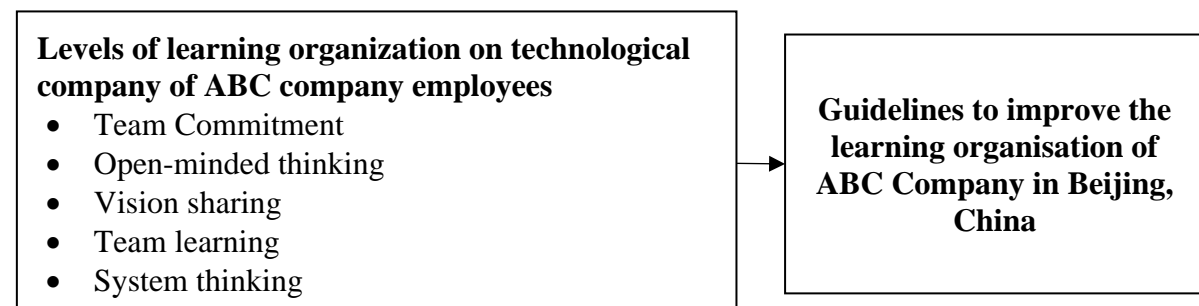 Levels of learning organization on technological
company of ABC company employees
• Team Commitment
• Open-minded thinking
• Vision sharing
• Team learning
• System thinking
Guidelines to improve the
learning organisation of
ABC Company in Beijing,
China